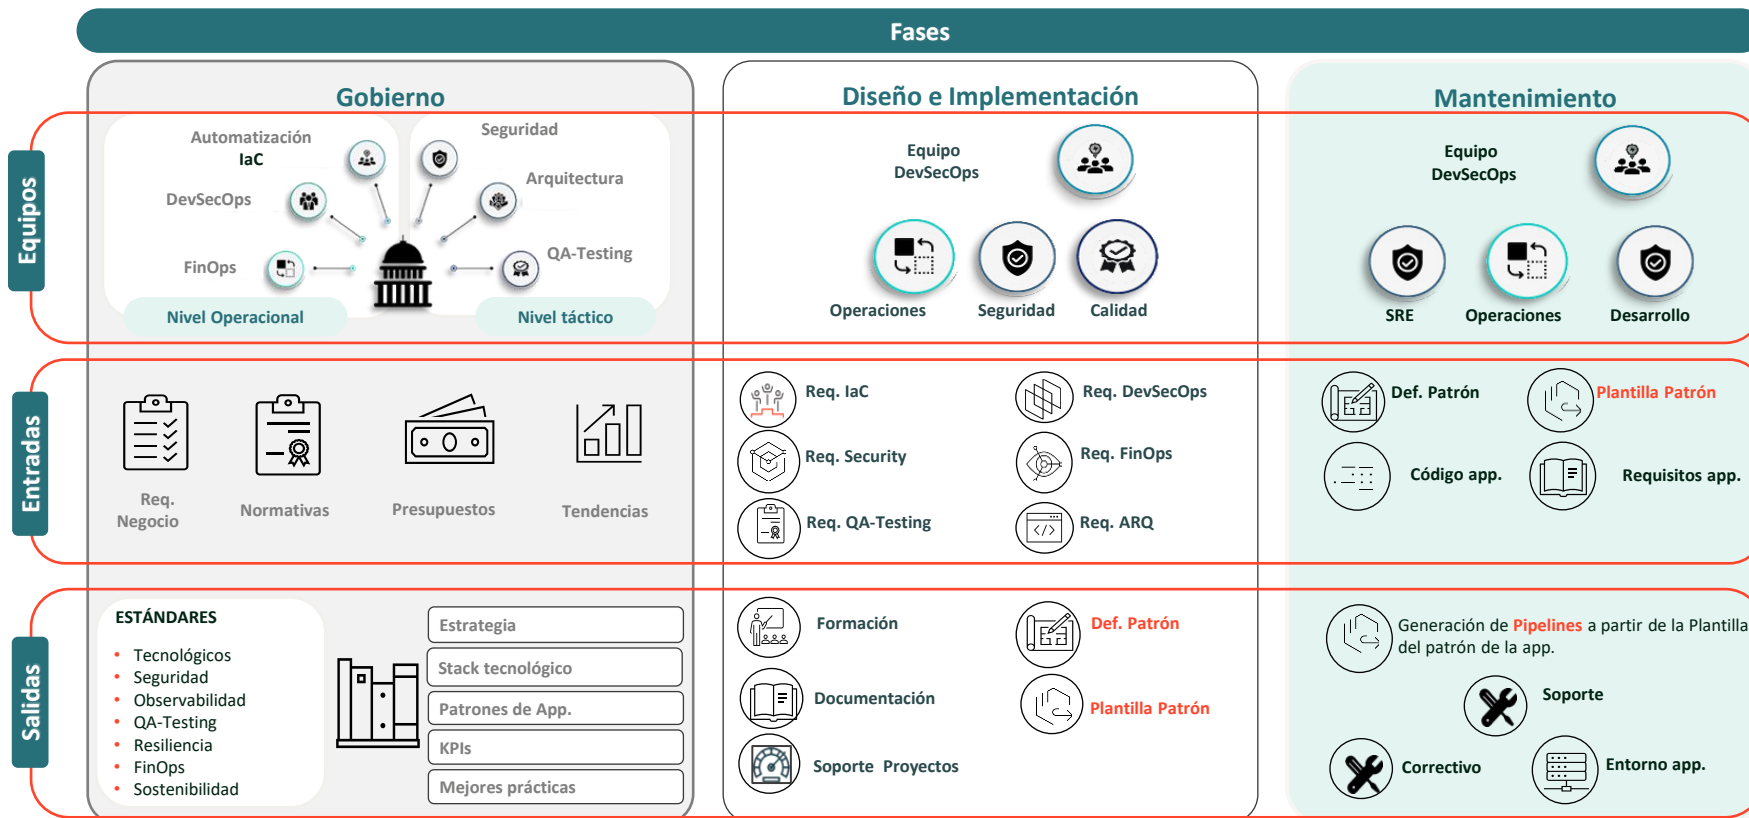 Fases
Gobierno
Diseño e Implementación
Mantenimiento
Equipos
Automatización
IaC
Seguridad
DevSecOps
Arquitectura
FinOps
QA-Testing
Nivel Operacional
Nivel táctico
Equipo
DevSecOps
Operaciones
Seguridad
Calidad
Equipo
DevSecOps
SRE
Operaciones
Desarrollo
Entradas
Req.
Negocio
Normativas
Presupuestos
Tendencias
Req. IaC
Req. DevSecOps
Req. Security
Req. FinOps
Req. QA-Testing
Req. ARQ
Def. Patrón
Plantilla Patrón
Código app.
Requisitos app.
Salidas
ESTÁNDARES
• Tecnológicos
• Seguridad
• Observabilidad
• QA-Testing
• Resiliencia
• FinOps
• Sostenibilidad
Estrategia
Stack tecnológico
Patrones de App.
KPIs
Mejores prácticas
Formación
Def. Patrón
Documentación
Plantilla Patrón
Soporte Proyectos
Generación de Pipelines a partir de la Plantilla
del patrón de la app.
Soporte
Correctivo
Entorno app.